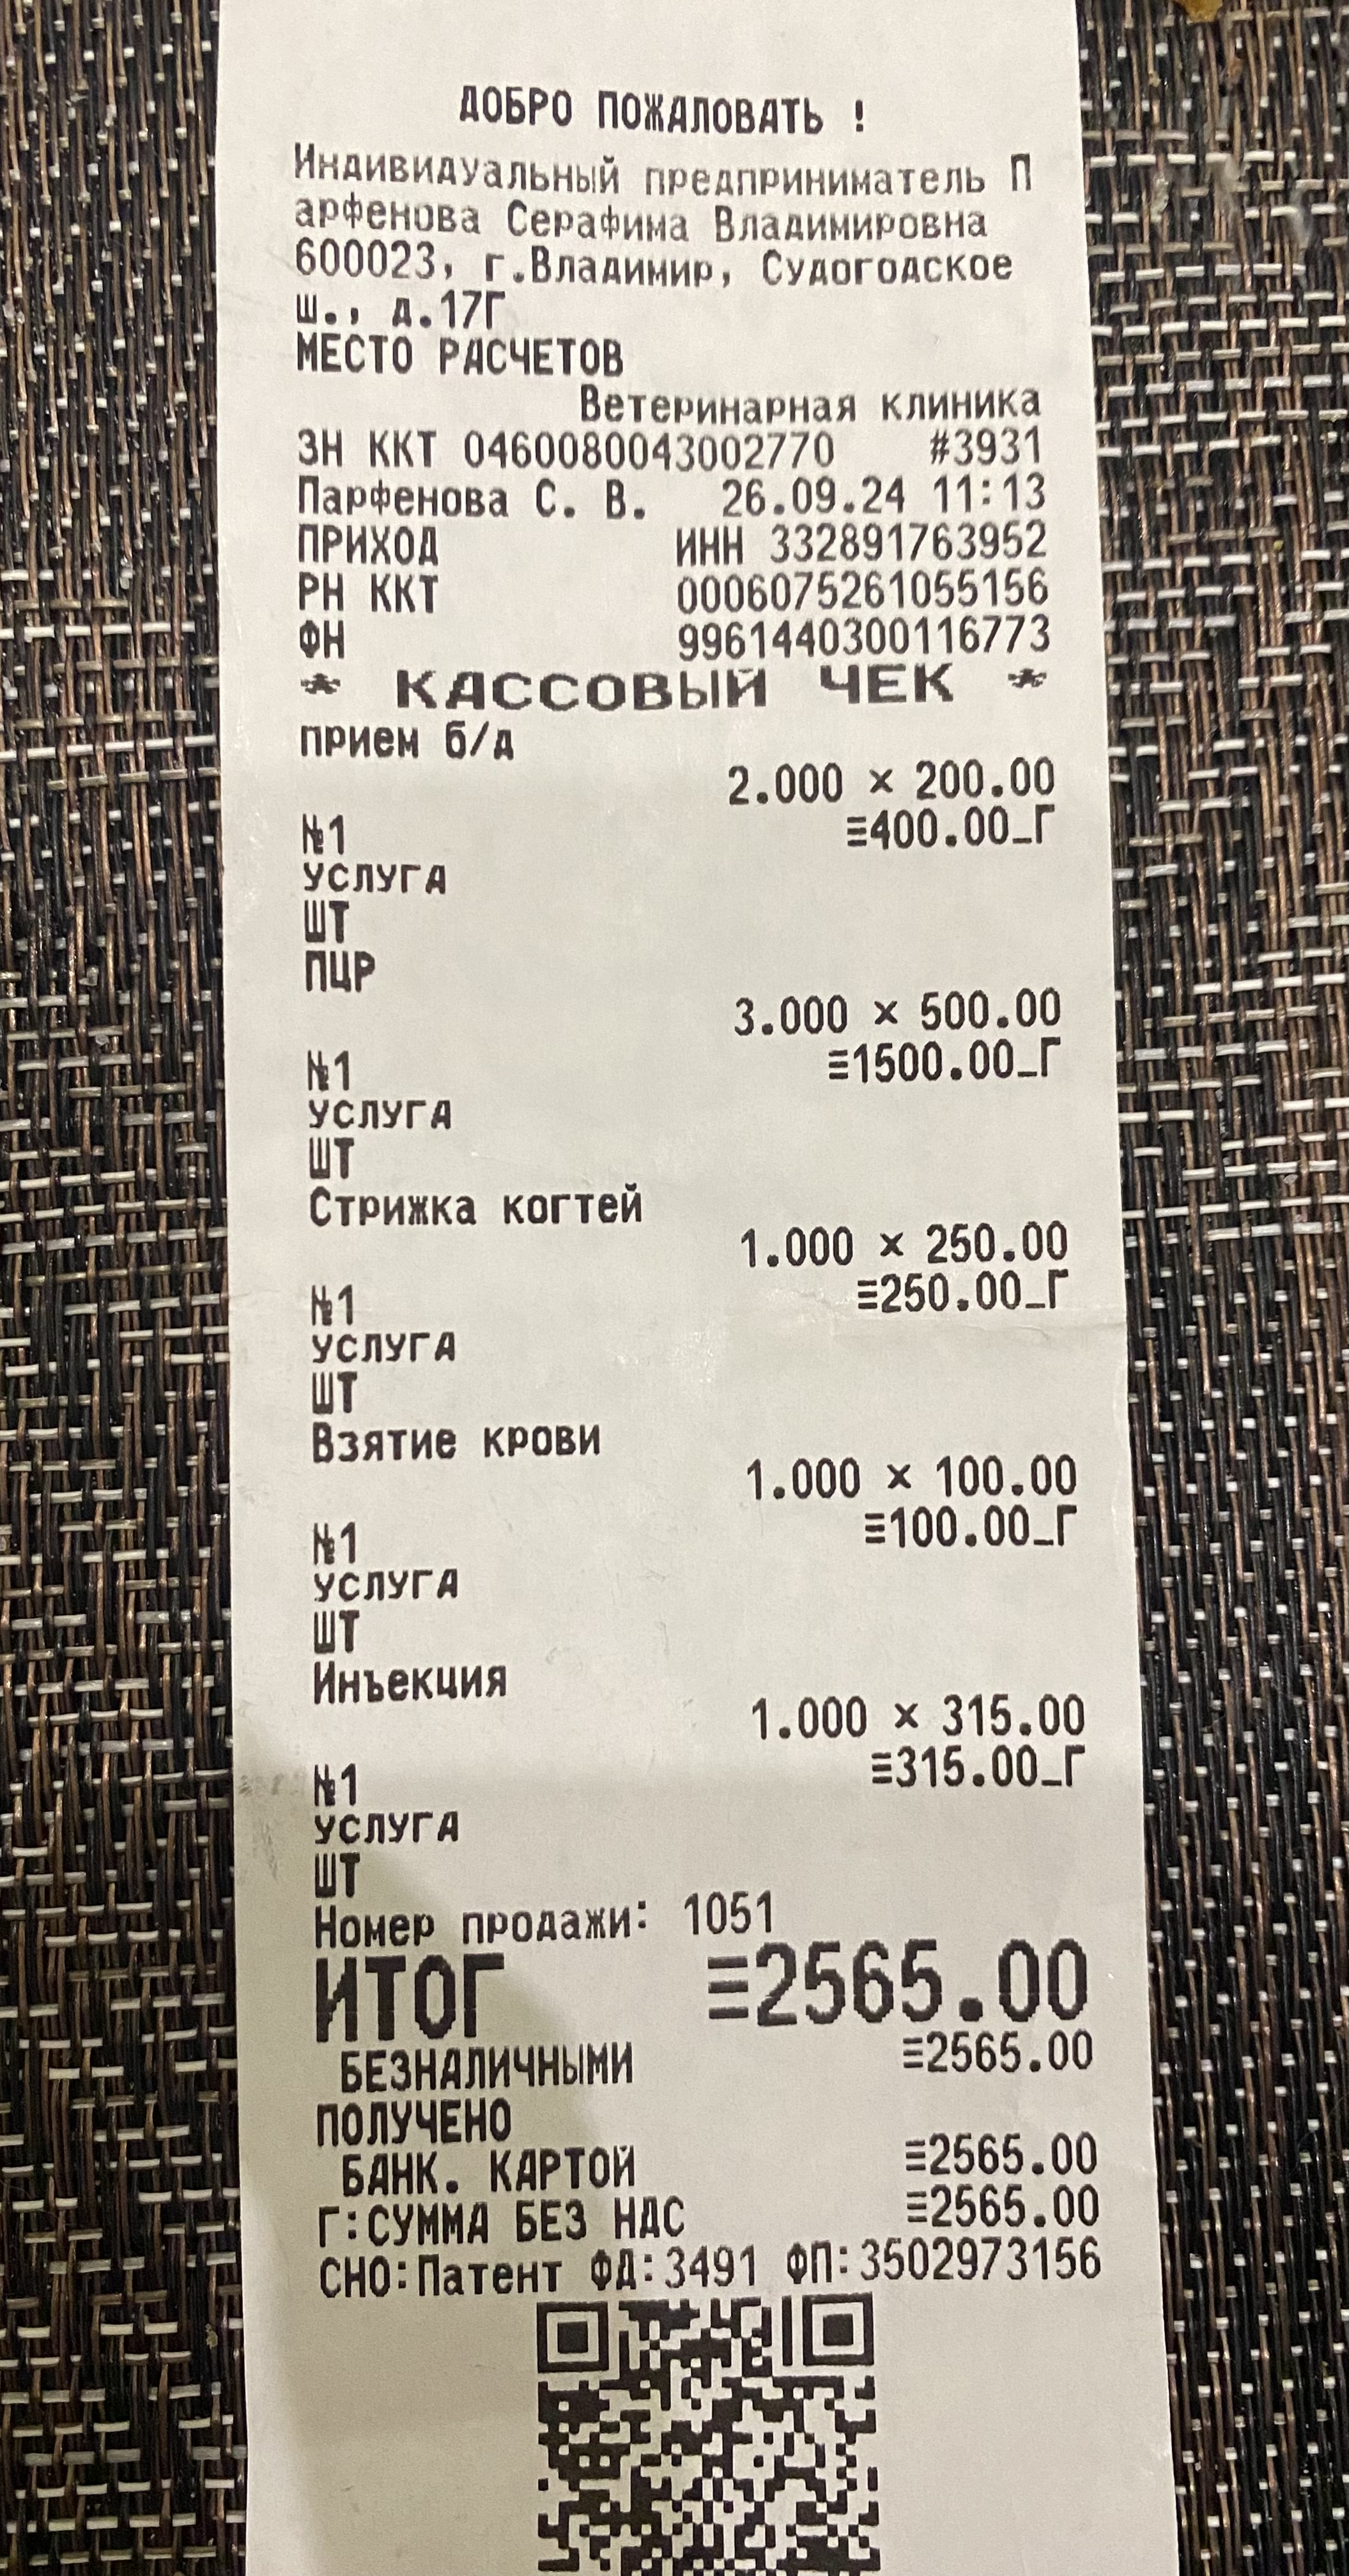 ДОБРО ПОЖАЛОВАТЬ !
Индивидуальный предприниматель П
арфенова Серафима Владимировна
600023, г.Владимир, Судогодское
ш., д.17Г
МЕСТО РАСЧЕТОВ
Ветеринарная клиника
ЗН ККТ 0460080043002770 #3931
Парфенова С. В. 26.09.24 11:13
ПРИХОД ИНН 332891763952
РН ККТ 0006075261055156
ФН 9961440300116773
* КАССОВЫЙ ЧЕК *
прием б/д
2.000 × 200.00
№1 ≡400.00_Г
УСЛУГА
ШТ
ПЦР
3.000 × 500.00
№1 ≡1500.00_Г
УСЛУГА
ШТ
Стрижка когтей
1.000 × 250.00
№1 ≡250.00_Г
УСЛУГА
ШТ
Взятие крови
1.000 × 100.00
№1 ≡100.00_Г
УСЛУГА
ШТ
Инъекция
1.000 × 315.00
№1 ≡315.00_Г
УСЛУГА
ШТ
Номер продажи: 1051
ИТОГ ≡2565.00
БЕЗНАЛИЧНЫМИ ≡2565.00
ПОЛУЧЕНО
БАНК. КАРТОЙ ≡2565.00
Г:СУММА БЕЗ НДС ≡2565.00
СНО:Патент ФД:3491 ФП:3502973156